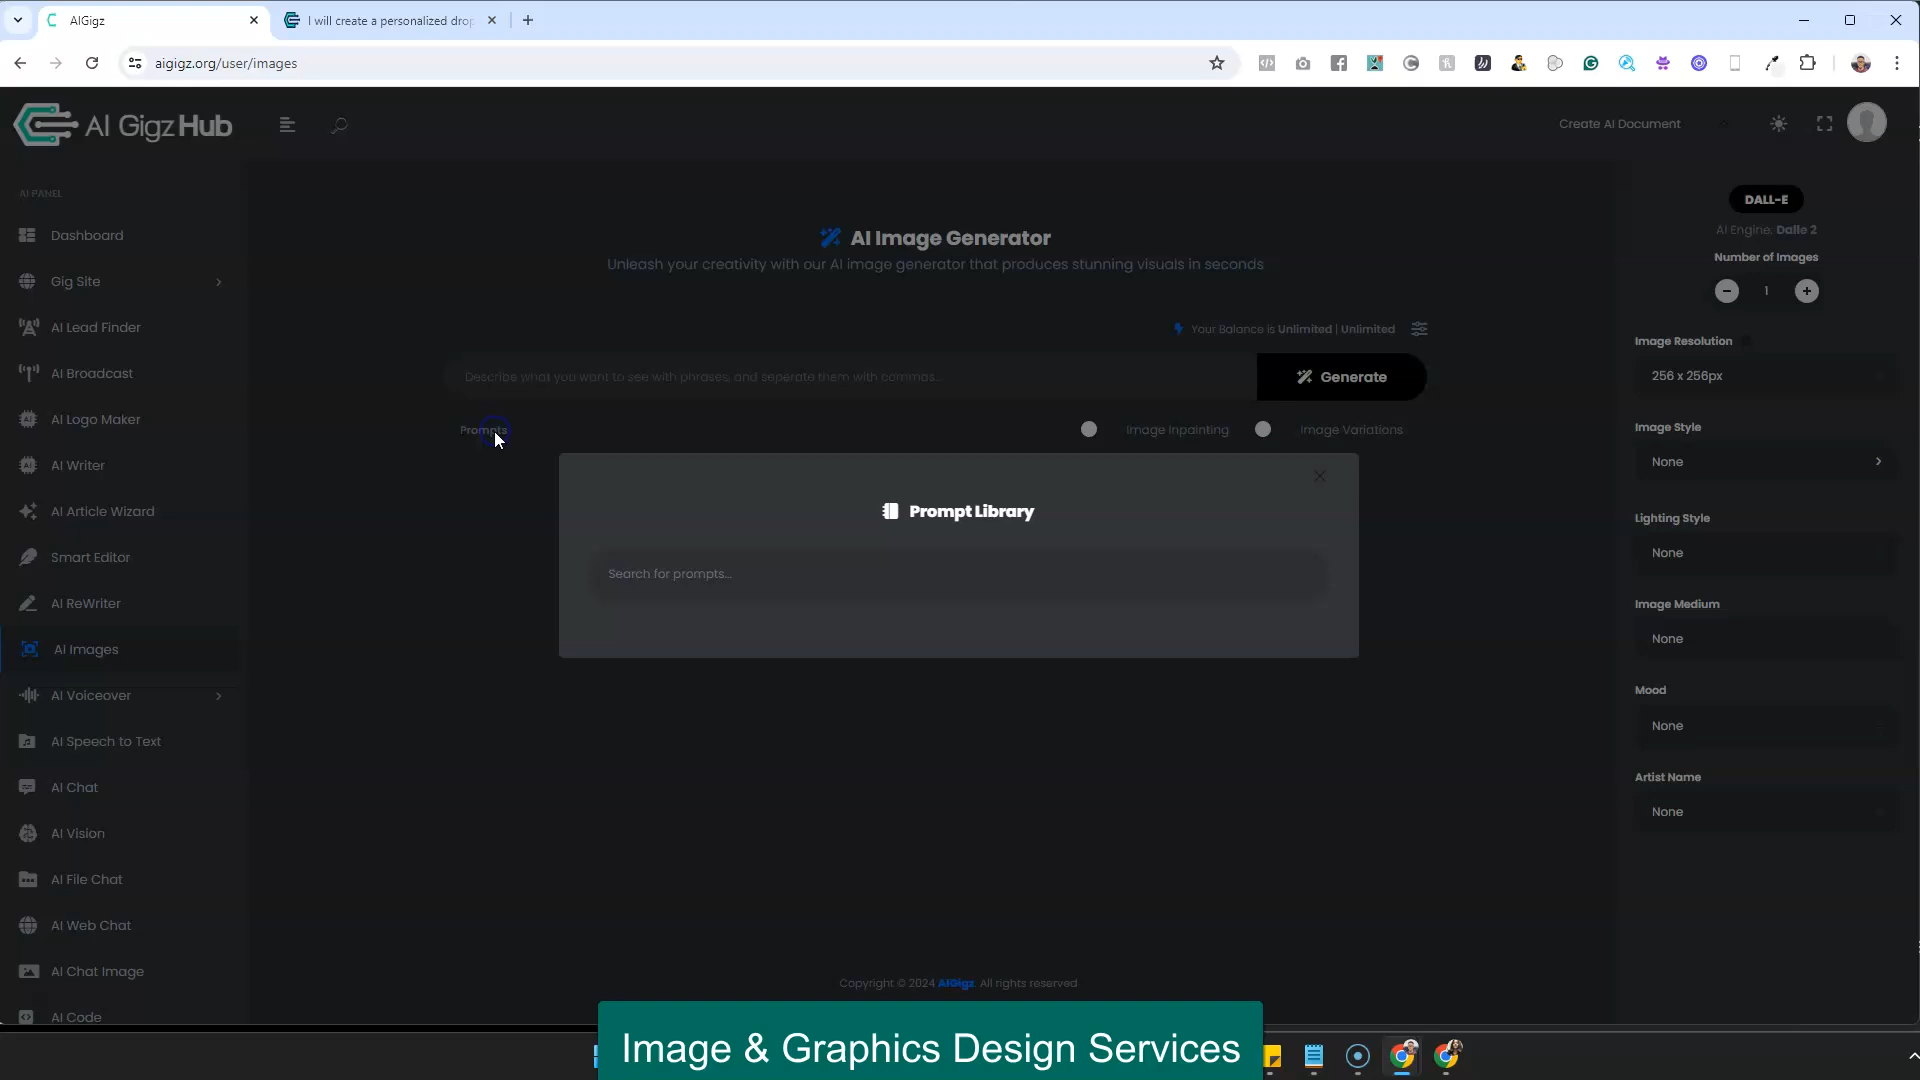 AIGigz
I will create a personalized drop
aigigz.org/user/images
AI Gigz Hub
Create AI Document
AI PANEL
Dashboard
Gig Site
AI Lead Finder
AI Broadcast
AI Logo Maker
AI Writer
AI Article Wizard
Smart Editor
AI ReWriter
AI Images
AI Voiceover
AI Speech to Text
AI Chat
AI Vision
AI File Chat
AI Web Chat
AI Chat Image
AI Code
AI Image Generator
Unleash your creativity with our AI image generator that produces stunning visuals in seconds
Your Balance is Unlimited | Unlimited
Describe what you want to see with phrases, and seperate them with commas...
Generate
Prompts
Image Inpainting
Image Variations
Prompt Library
Search for prompts...
DALL-E
AI Engine: Dalle 2
Number of Images
1
Image Resolution
256 x 256px
Image Style
None
Lighting Style
None
Image Medium
None
Mood
None
Artist Name
None
Copyright © 2024 AIGigz. All rights reserved
Image & Graphics Design Services